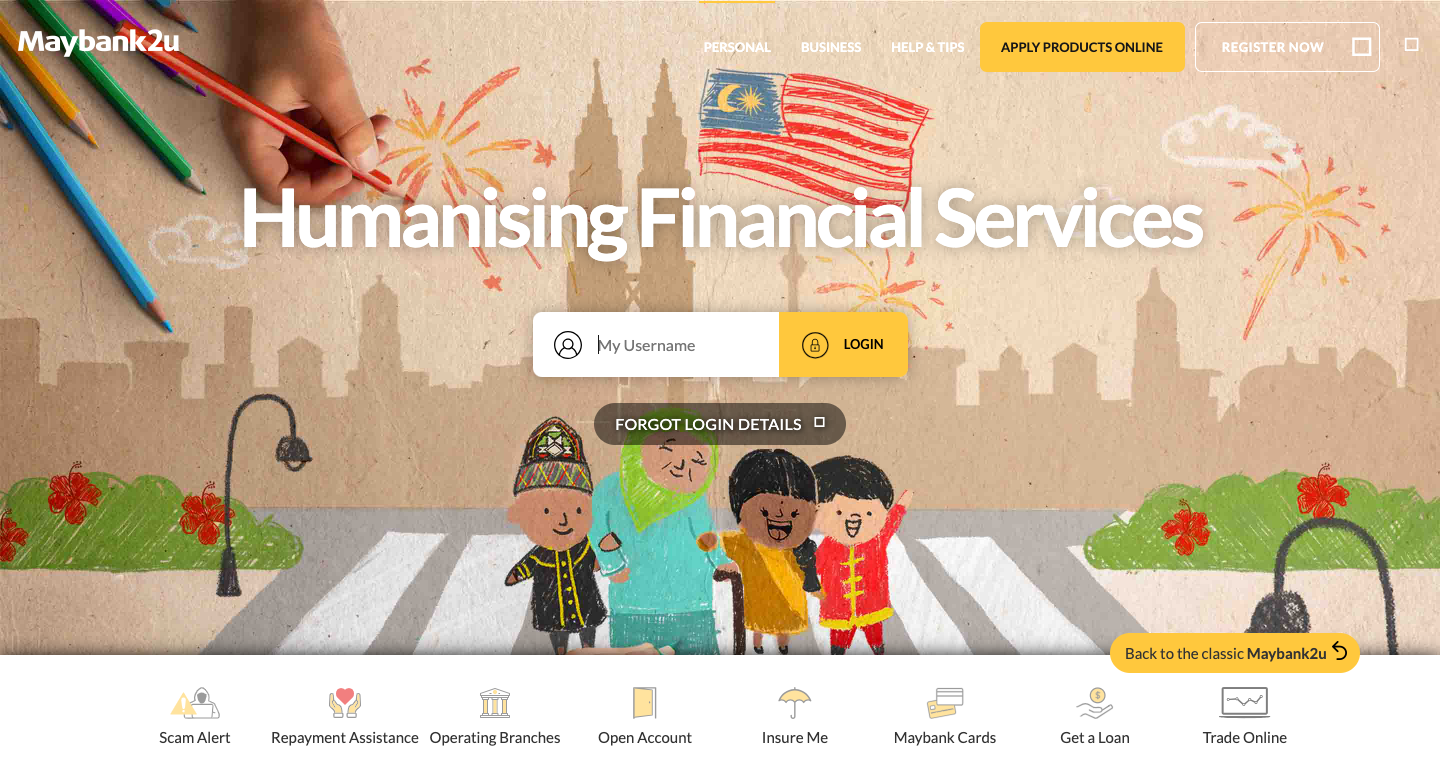 Maybank2u
PERSONAL
BUSINESS
HELP & TIPS
APPLY PRODUCTS ONLINE
REGISTER NOW
Humanising Financial Services
My Username
LOGIN
FORGOT LOGIN DETAILS
Back to the classic Maybank2u
Scam Alert
Repayment Assistance
Operating Branches
Open Account
Insure Me
Maybank Cards
Get a Loan
Trade Online